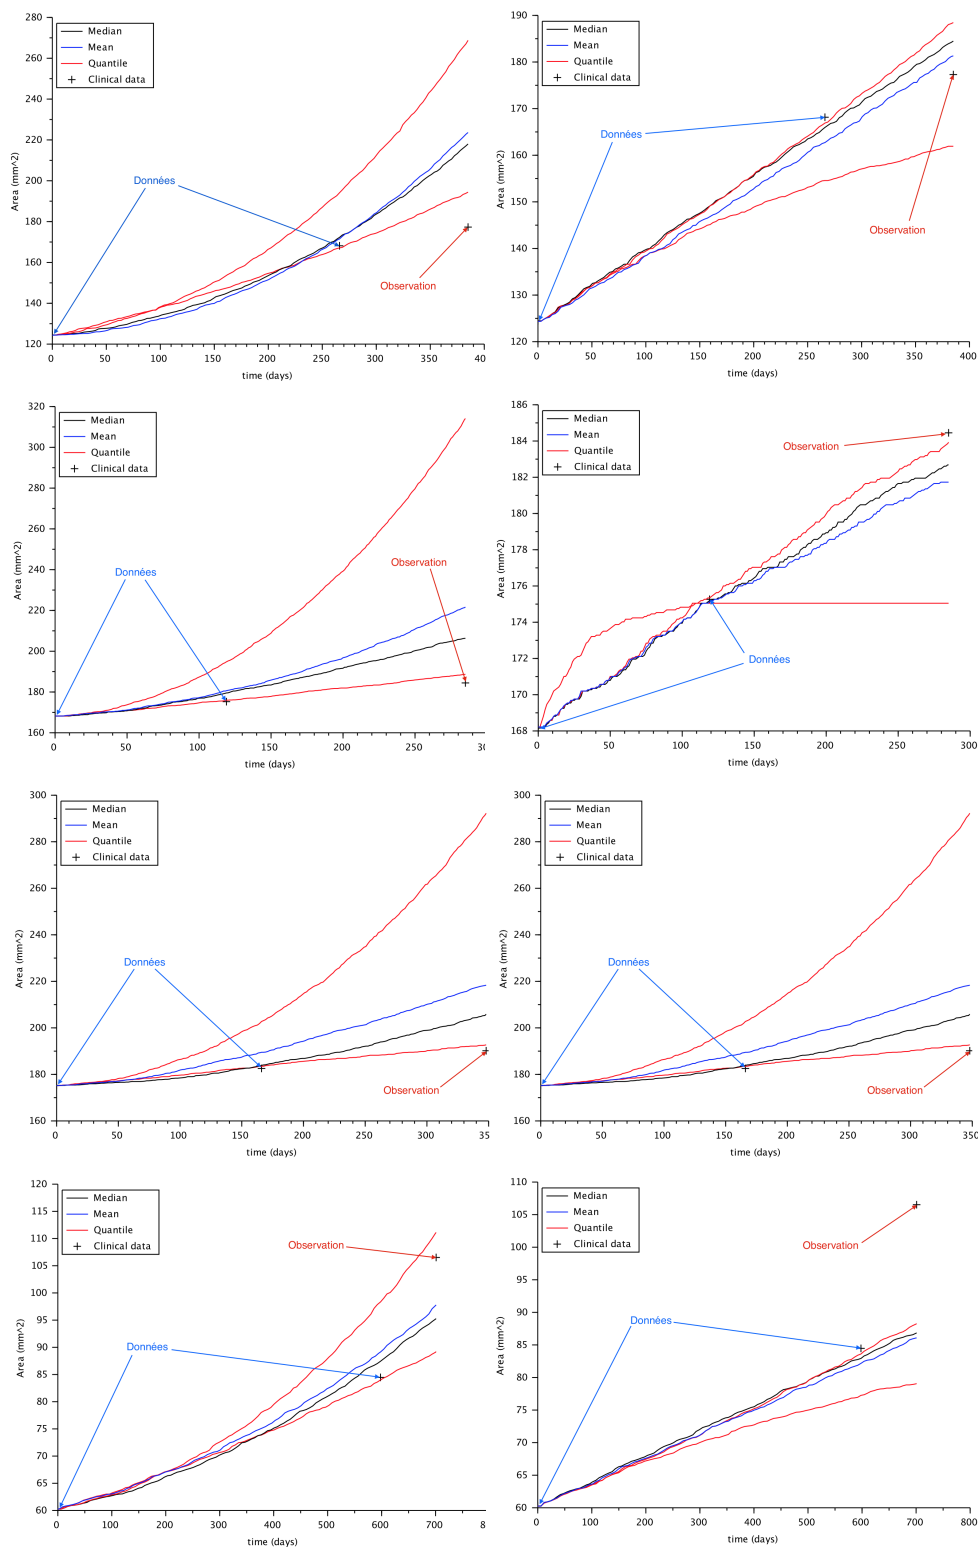 280
260
240
220
200
180
160
140
120
Area (mm^2)
Median
Mean
Quantile
Clinical data
Données
Observation
0
50
100
150
200
250
300
350
40
time (days)
190
180
170
160
150
140
130
120
Area (mm^2)
Median
Mean
Quantile
Clinical data
Données
Observation
0
50
100
150
200
250
300
350
400
time (days)
320
300
280
260
240
220
200
180
160
Area (mm^2)
Median
Mean
Quantile
Clinical data
Données
Observation
0
50
100
150
200
250
time (days)
186
184
182
180
178
176
174
172
170
168
Area (mm^2)
Median
Mean
Quantile
Clinical data
Observation
Données
0
50
100
150
200
250
300
time (days)
300
280
260
240
220
200
180
160
Area (mm^2)
Median
Mean
Quantile
Clinical data
Données
Observation
0
50
100
150
200
250
300
35
time (days)
300
280
260
240
220
200
180
160
Area (mm^2)
Median
Mean
Quantile
Clinical data
Données
Observation
0
50
100
150
200
250
300
350
time (days)
120
115
110
105
100
95
90
85
80
75
70
65
60
Area (mm^2)
Median
Mean
Quantile
Clinical data
Observation
Données
0
100
200
300
400
500
600
700
8
time (days)
110
105
100
95
90
85
80
75
70
65
60
Area (mm^2)
Median
Mean
Quantile
Clinical data
Observation
Données
0
100
200
300
400
500
600
700
800
time (days)